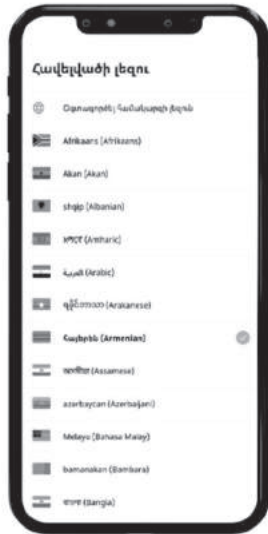 Հավելվածի լեզու
Օգտագործել համակարգի լեզուն
Afrikaans (Afrikaans)
Akan (Akan)
shqip (Albanian)
አማርኛ (Amharic)
العربية (Arabic)
(Arakanese)
Հայերեն (Armenian)
অসমীয়া (Assamese)
azərbaycan (Azerbaijani)
Melayu (Bahasa Malay)
bamanakan (Bambara)
বাংলা (Bangla)